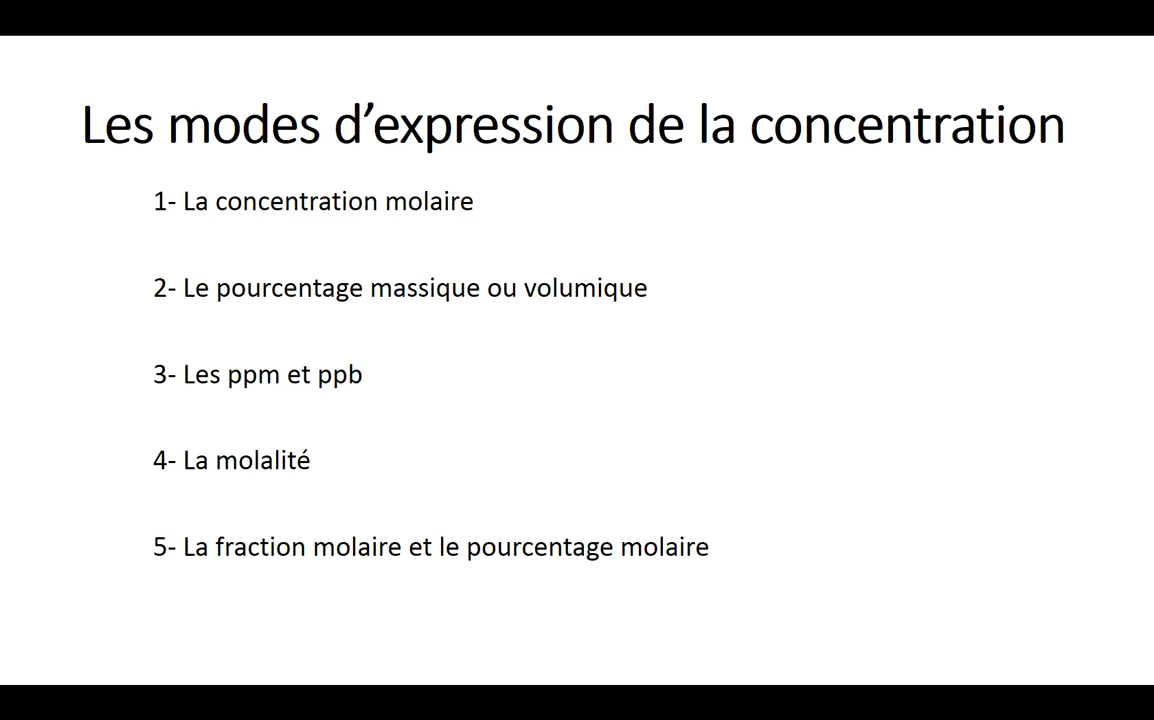 Les modes d’expression de la concentration
1- La concentration molaire
2- Le pourcentage massique ou volumique
3- Les ppm et ppb
4- La molalité
5- La fraction molaire et le pourcentage molaire